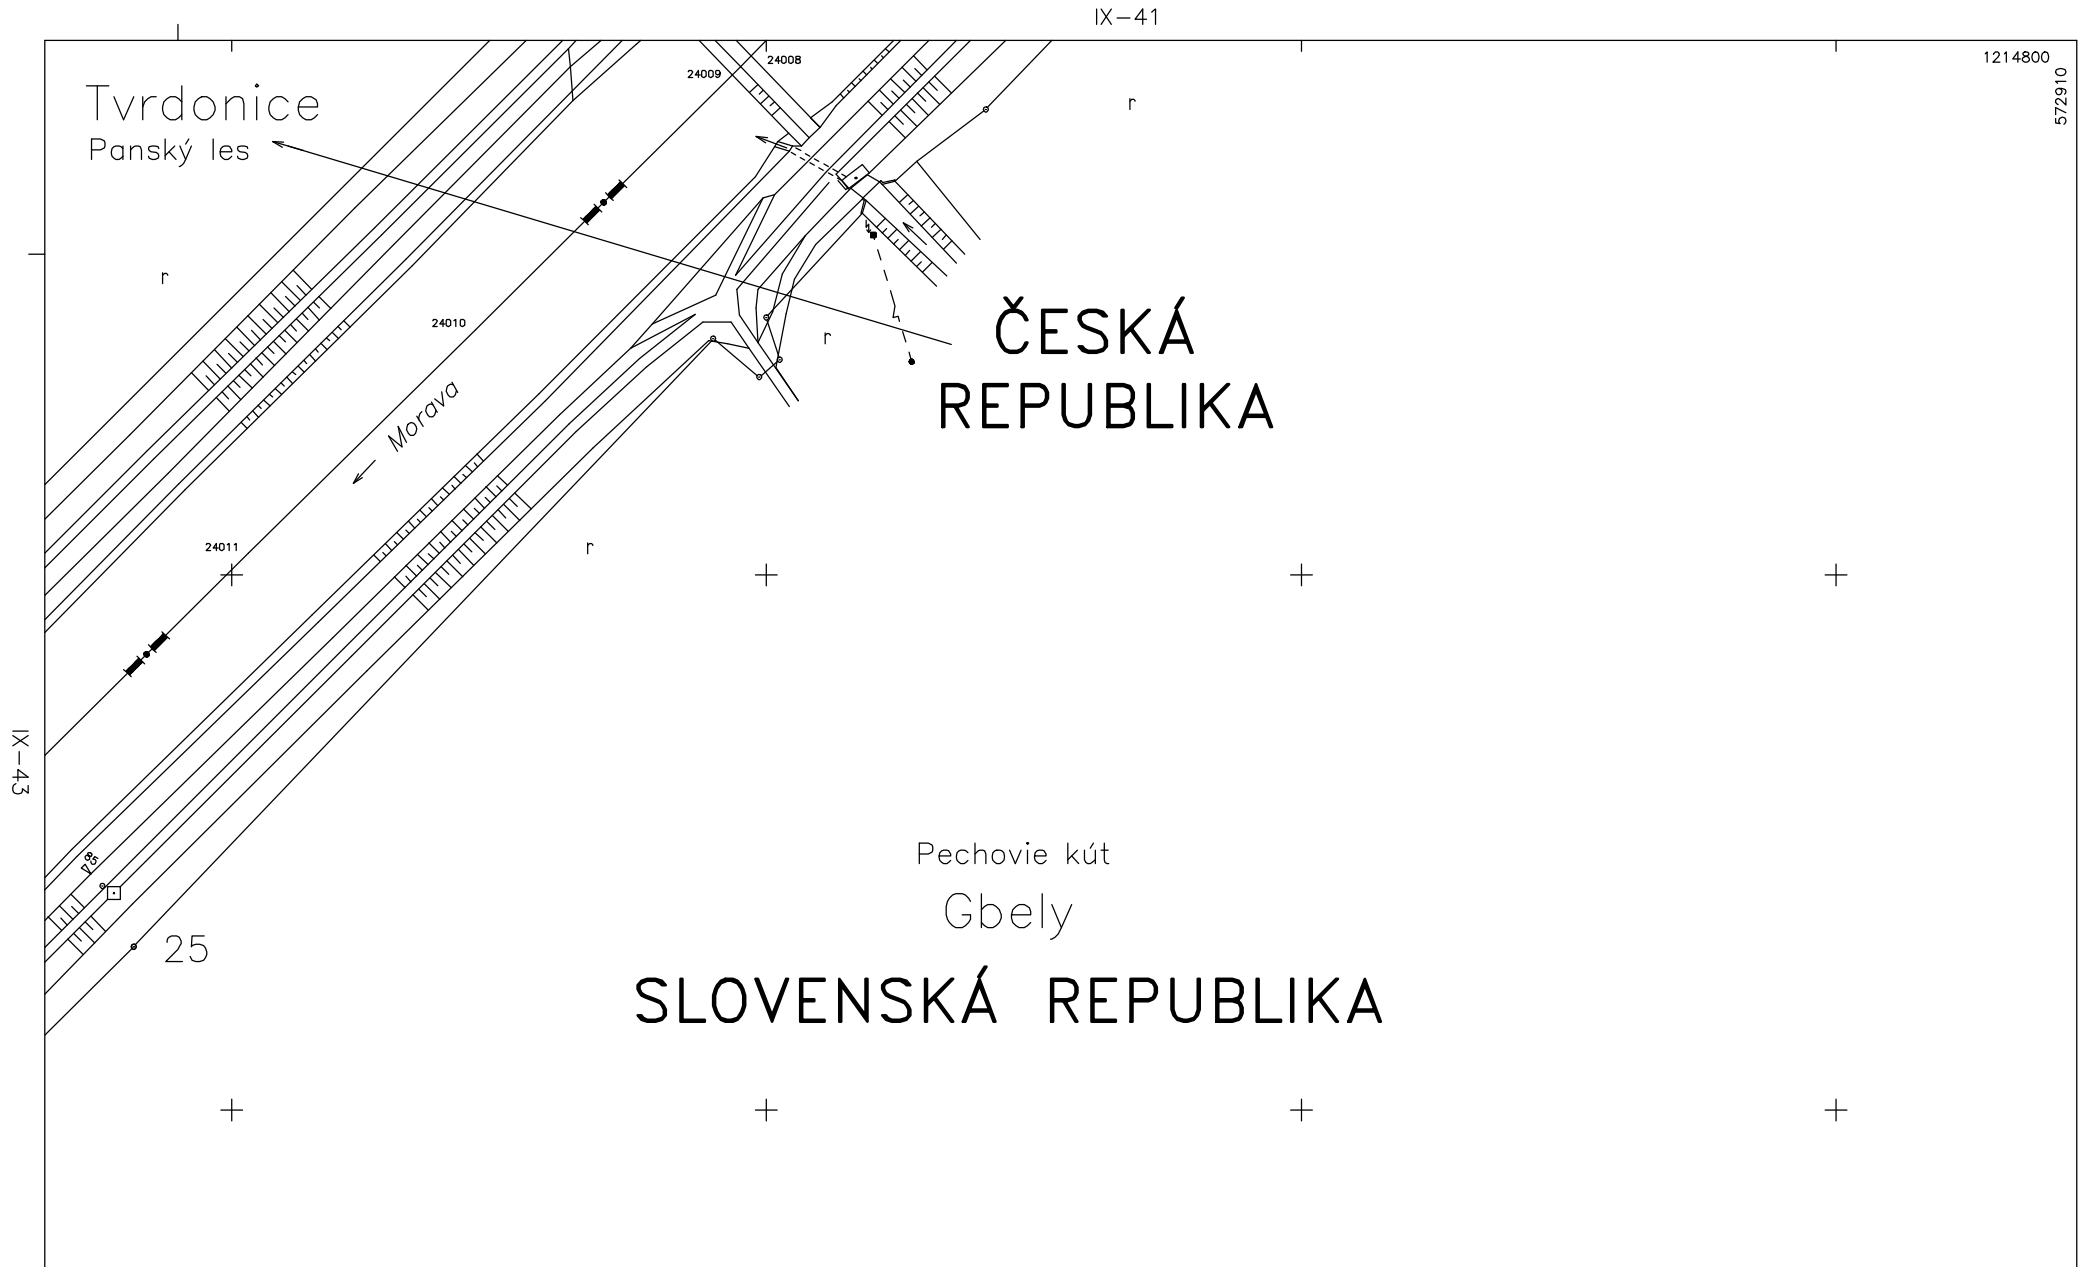 IX-41
1214800
572910
24009
24008
Tvrdonice
Panský les
r
r
24010
r
ČESKÁ
REPUBLIKA
Morava
24011
r
IX-43
Pechovie kút
85
Gbely
25
SLOVENSKÁ REPUBLIKA